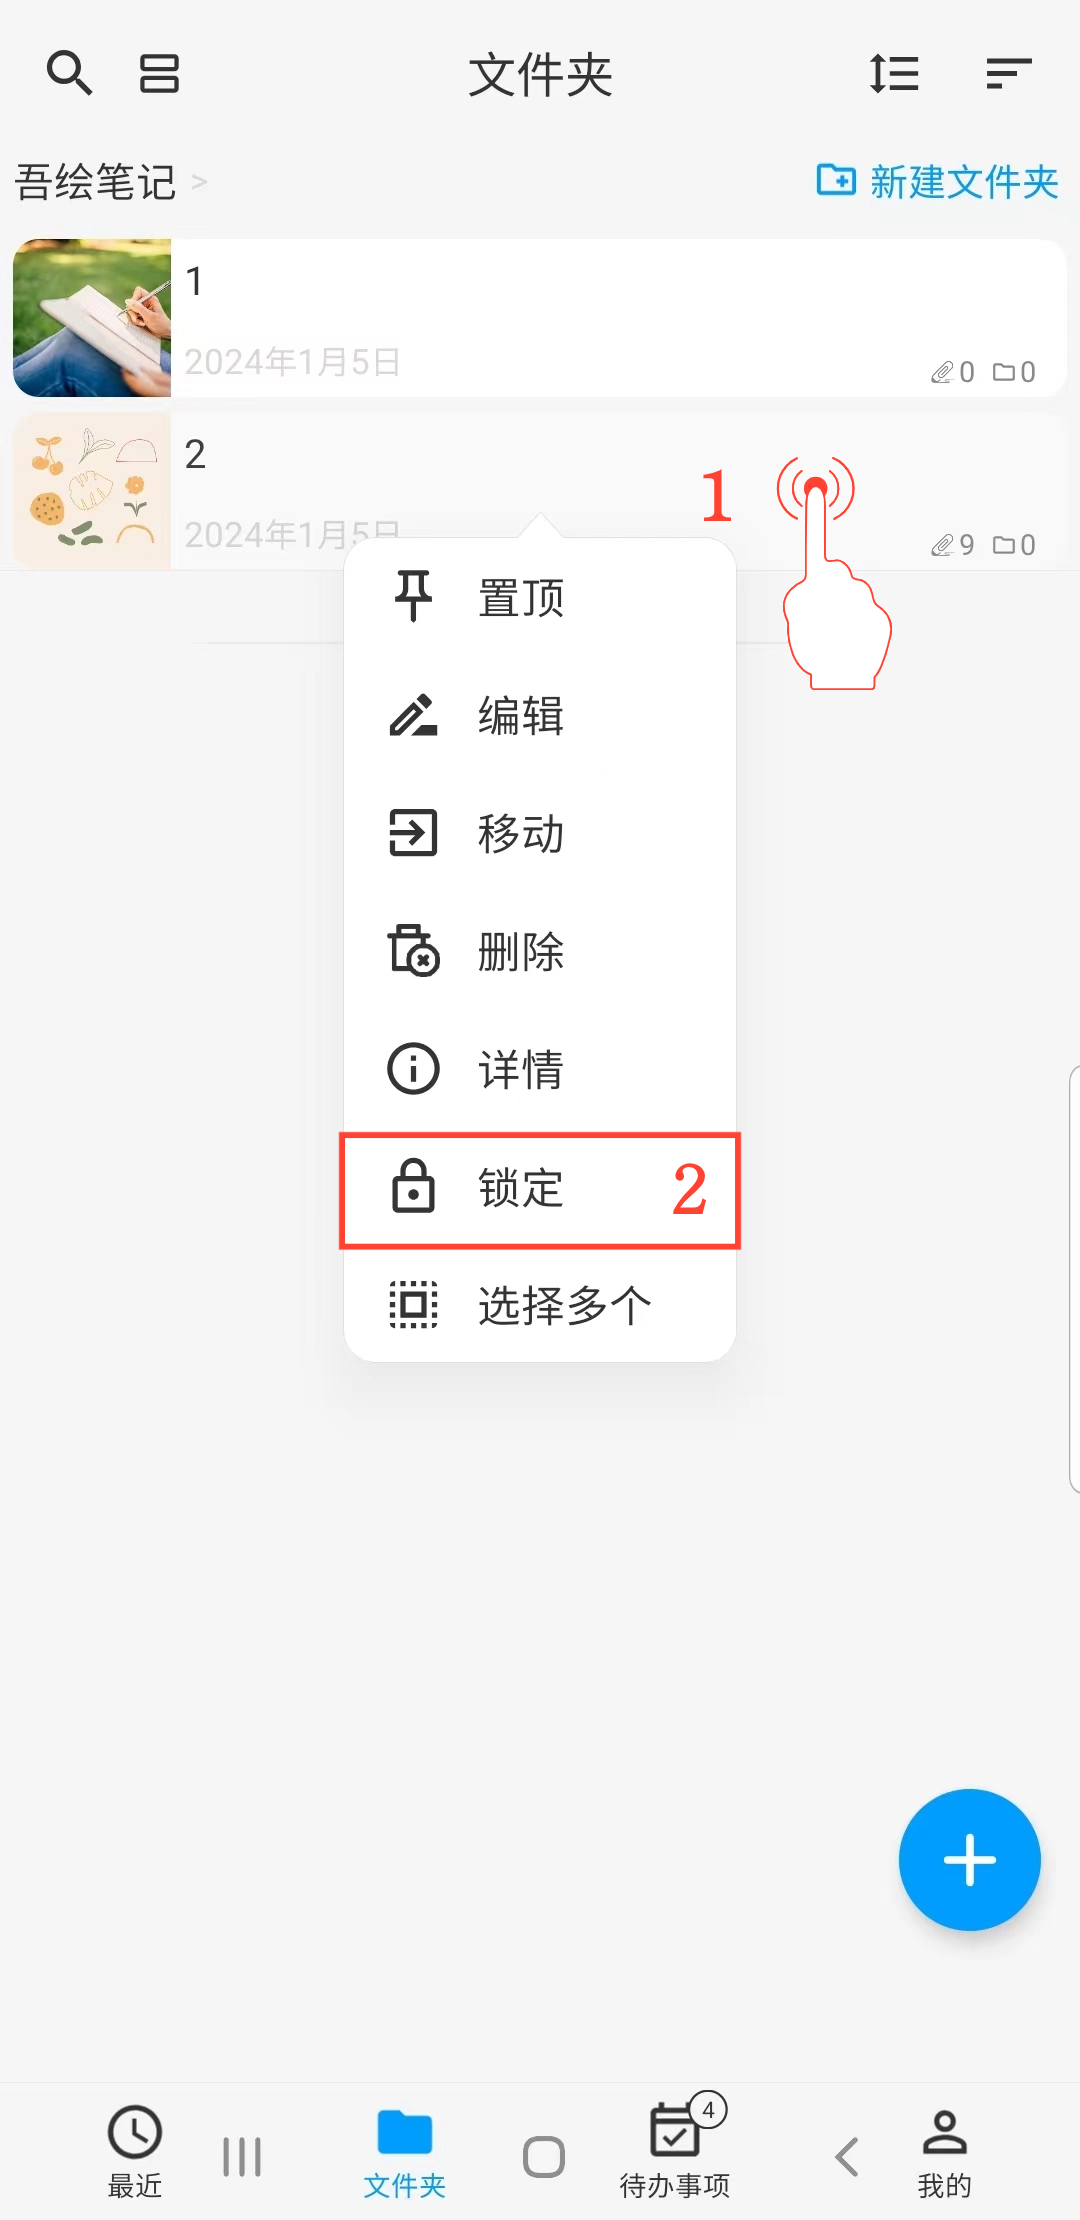 文件夹
吾绘笔记 >
新建文件夹
1
2024年1月5日
0 0
2
1
2024年1月5日
9 0
置顶
编辑
移动
删除
详情
锁定 2
选择多个
4
最近
文件夹
待办事项
我的